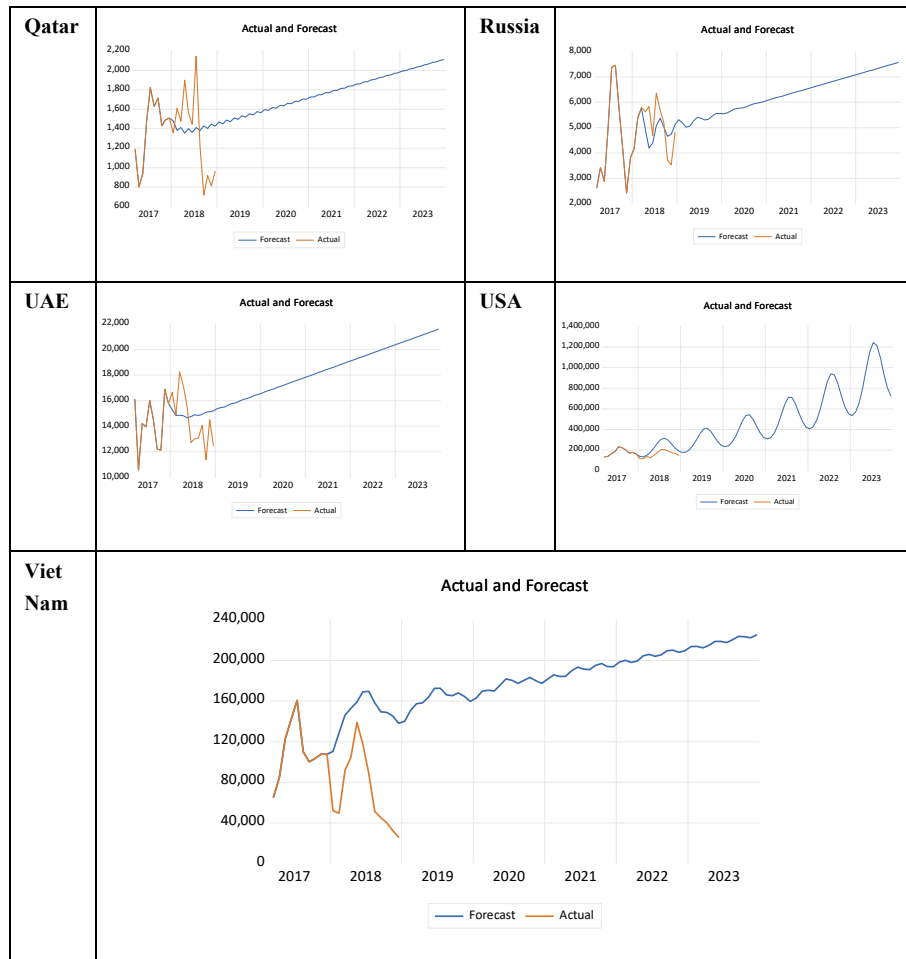 Qatar
Actual and Forecast
2,200
2,000
1,800
1,600
1,400
1,200
1,000
800
600
2017 2018 2019 2020 2021 2022 2023
Forecast Actual
Russia
Actual and Forecast
8,000
7,000
6,000
5,000
4,000
3,000
2,000
2017 2018 2019 2020 2021 2022 2023
Forecast Actual
UAE
Actual and Forecast
22,000
20,000
18,000
16,000
14,000
12,000
10,000
2017 2018 2019 2020 2021 2022 2023
Forecast Actual
USA
Actual and Forecast
1,400,000
1,200,000
1,000,000
800,000
600,000
400,000
200,000
0
2017 2018 2019 2020 2021 2022 2023
Forecast Actual
Viet
Nam
Actual and Forecast
240,000
200,000
160,000
120,000
80,000
40,000
0
2017 2018 2019 2020 2021 2022 2023
Forecast Actual